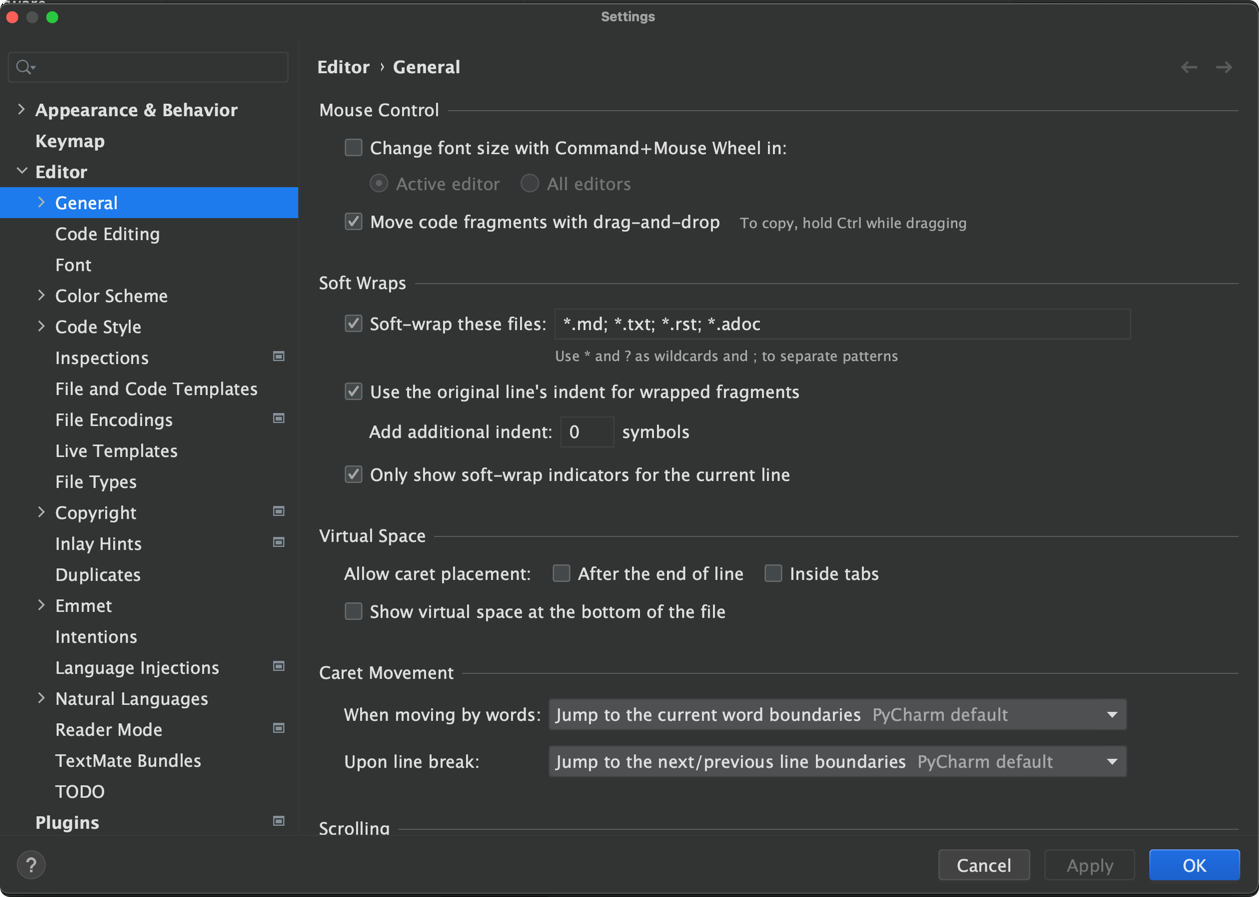 Settings
Appearance & Behavior
Keymap
Editor
General
Code Editing
Font
Color Scheme
Code Style
Inspections
File and Code Templates
File Encodings
Live Templates
File Types
Copyright
Inlay Hints
Duplicates
Emmet
Intentions
Language Injections
Natural Languages
Reader Mode
TextMate Bundles
TODO
Plugins
Editor › General
Mouse Control
Change font size with Command+Mouse Wheel in:
Active editor All editors
Move code fragments with drag-and-drop To copy, hold Ctrl while dragging
Soft Wraps
Soft-wrap these files: *.md; *.txt; *.rst; *.adoc
Use * and ? as wildcards and ; to separate patterns
Use the original line's indent for wrapped fragments
Add additional indent: 0 symbols
Only show soft-wrap indicators for the current line
Virtual Space
Allow caret placement: After the end of line Inside tabs
Show virtual space at the bottom of the file
Caret Movement
When moving by words: Jump to the current word boundaries PyCharm default
Upon line break: Jump to the next/previous line boundaries PyCharm default
Scrolling
? Cancel Apply OK